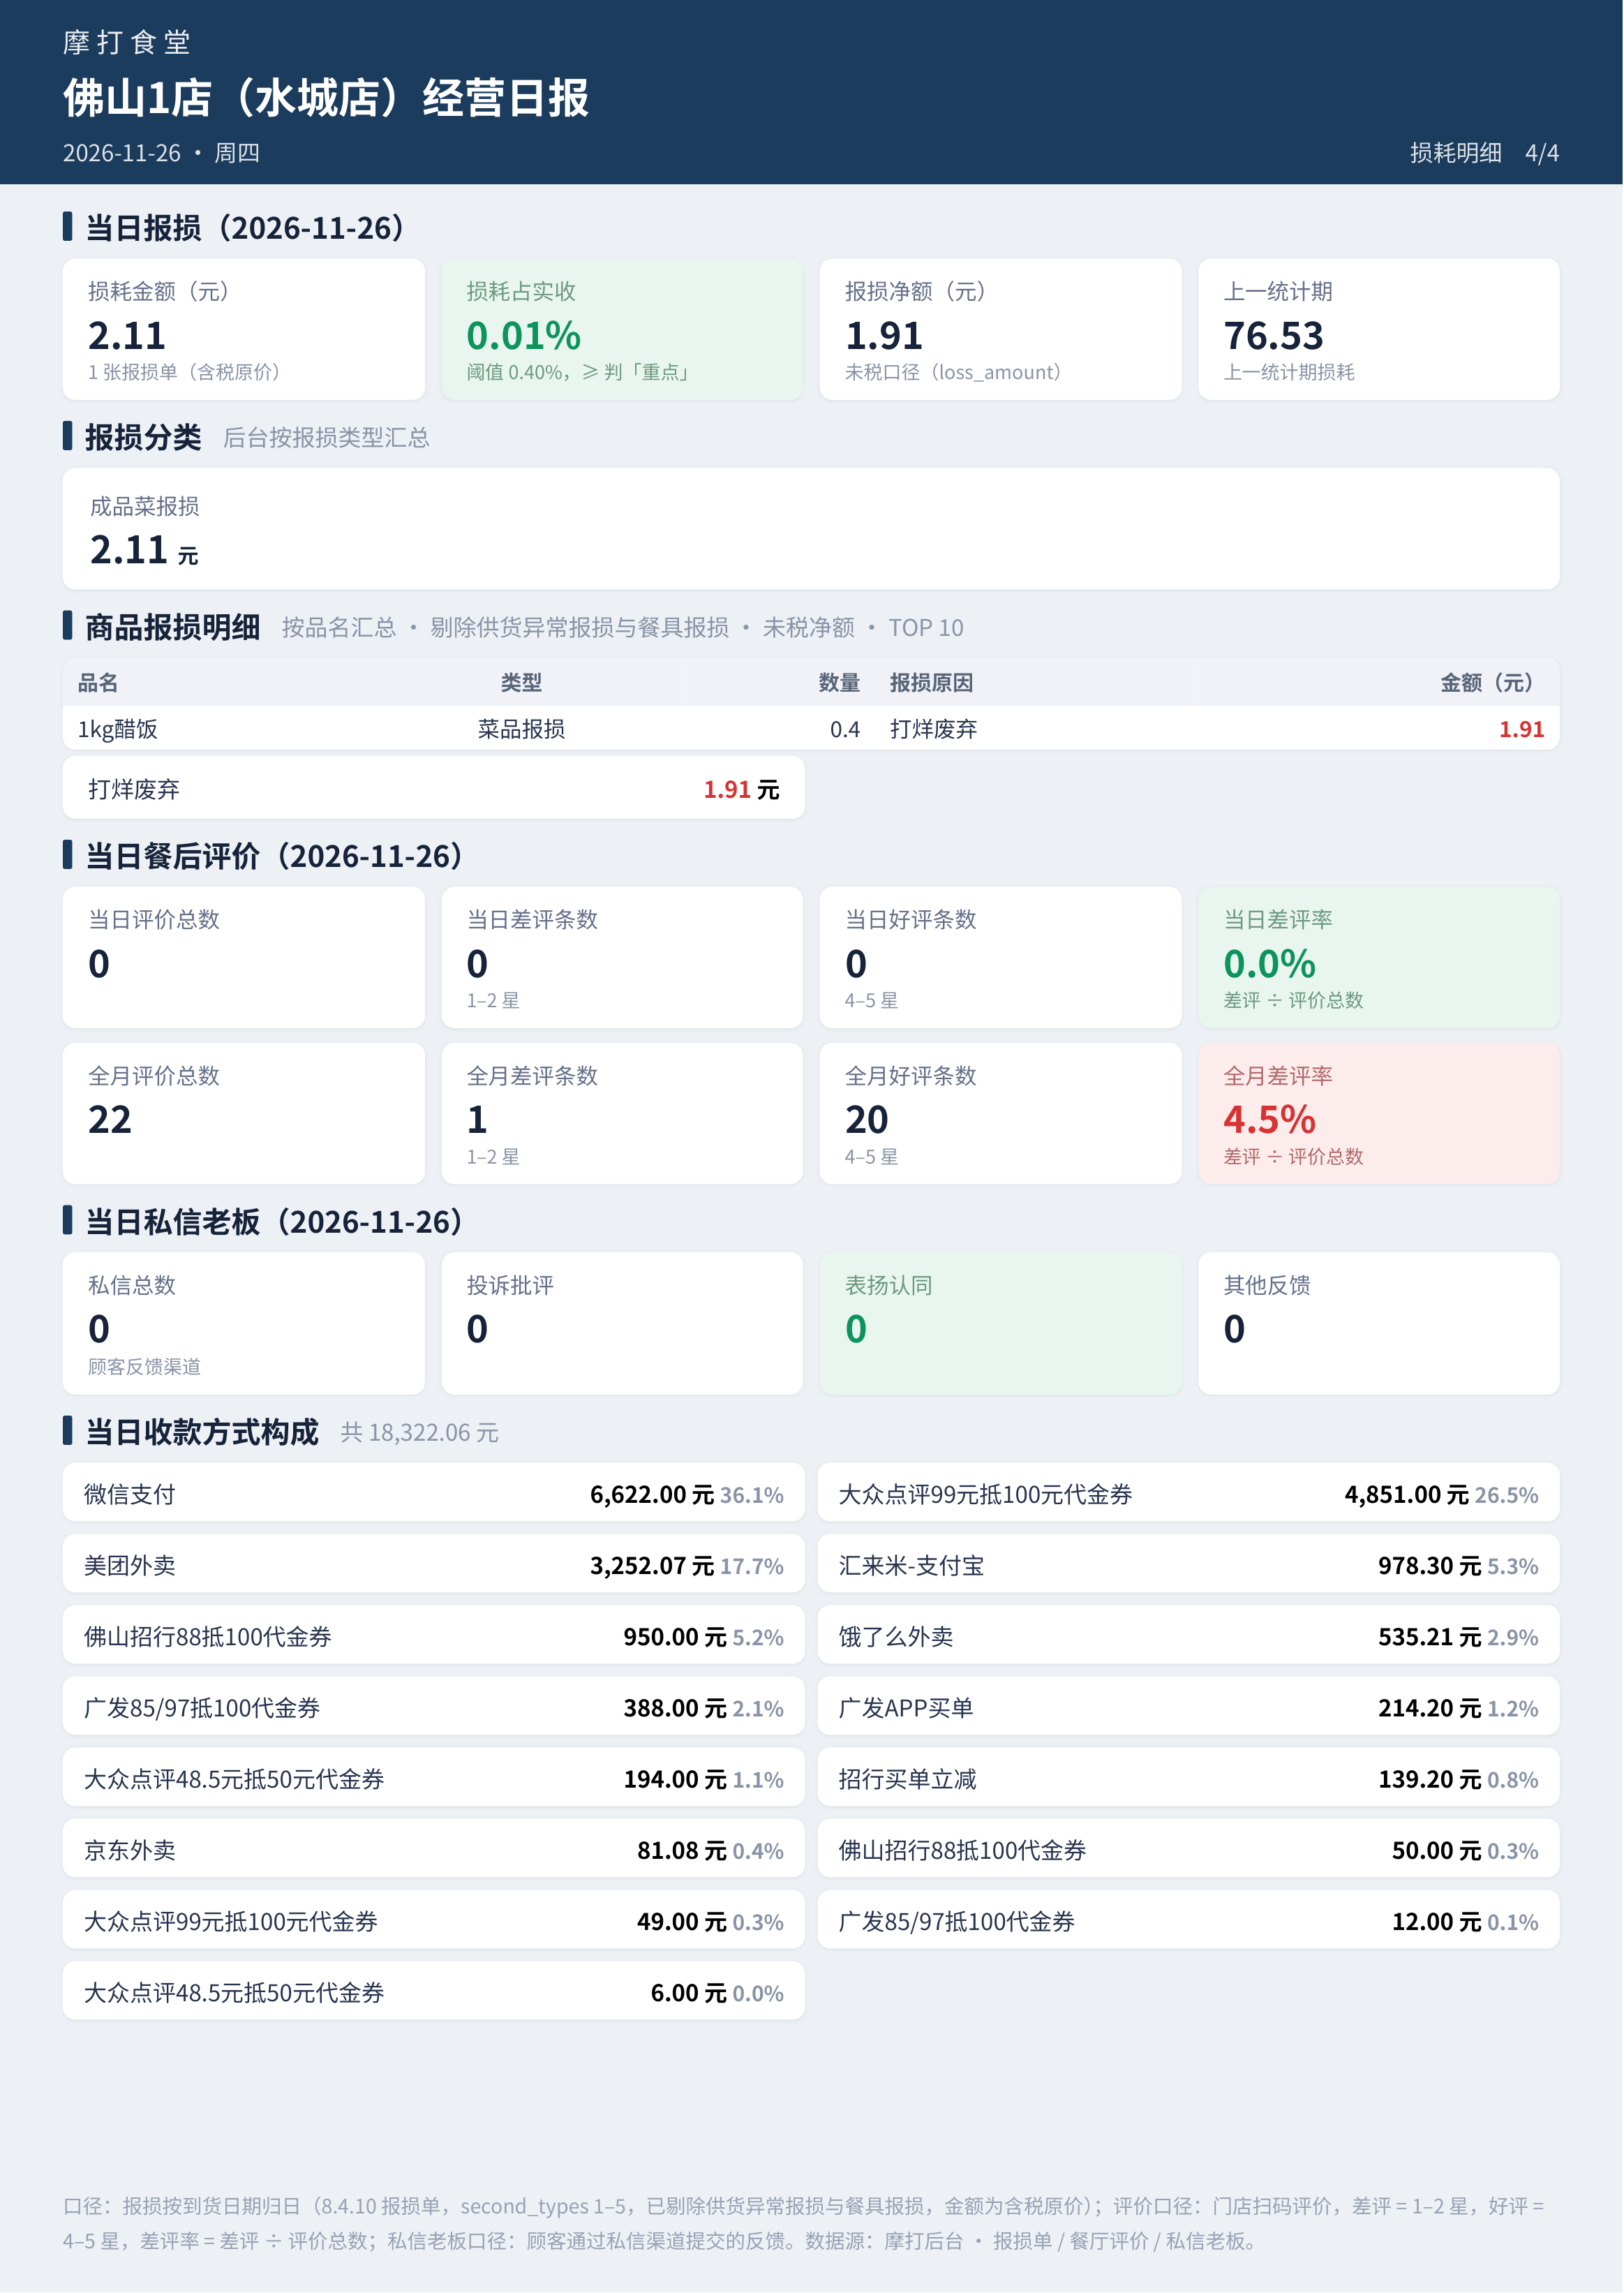 摩打食堂
佛山1店（水城店）经营日报
2026-11-26 · 周四
损耗明细 4/4
当日报损（2026-11-26）
损耗金额（元）
2.11
1 张报损单（含税原价）
损耗占实收
0.01%
阈值 0.40%，≥ 判「重点」
报损净额（元）
1.91
未税口径（loss_amount）
上一统计期
76.53
上一统计期损耗
报损分类 后台按报损类型汇总
成品菜报损
2.11 元
商品报损明细 按品名汇总 · 剔除供货异常报损与餐具报损 · 未税净额 · TOP 10
品名 类型 数量 报损原因 金额（元）
1kg醋饭 菜品报损 0.4 打烊废弃 1.91
打烊废弃 1.91 元
当日餐后评价（2026-11-26）
当日评价总数
0
当日差评条数
0
1–2 星
当日好评条数
0
4–5 星
当日差评率
0.0%
差评 ÷ 评价总数
全月评价总数
22
全月差评条数
1
1–2 星
全月好评条数
20
4–5 星
全月差评率
4.5%
差评 ÷ 评价总数
当日私信老板（2026-11-26）
私信总数
0
顾客反馈渠道
投诉批评
0
表扬认同
0
其他反馈
0
当日收款方式构成 共 18,322.06 元
微信支付 6,622.00 元 36.1%
大众点评99元抵100元代金券 4,851.00 元 26.5%
美团外卖 3,252.07 元 17.7%
汇来米-支付宝 978.30 元 5.3%
佛山招行88抵100代金券 950.00 元 5.2%
饿了么外卖 535.21 元 2.9%
广发85/97抵100代金券 388.00 元 2.1%
广发APP买单 214.20 元 1.2%
大众点评48.5元抵50元代金券 194.00 元 1.1%
招行买单立减 139.20 元 0.8%
京东外卖 81.08 元 0.4%
佛山招行88抵100代金券 50.00 元 0.3%
大众点评99元抵100元代金券 49.00 元 0.3%
广发85/97抵100代金券 12.00 元 0.1%
大众点评48.5元抵50元代金券 6.00 元 0.0%
口径：报损按到货日期归日（8.4.10 报损单，second_types 1–5，已剔除供货异常报损与餐具报损，金额为含税原价）；评价口径：门店扫码评价，差评 = 1–2 星，好评 =
4–5 星，差评率 = 差评 ÷ 评价总数；私信老板口径：顾客通过私信渠道提交的反馈。数据源：摩打后台 · 报损单 / 餐厅评价 / 私信老板。